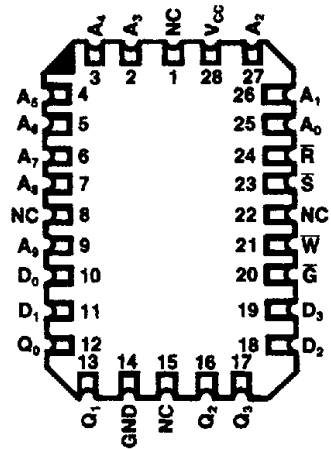 A₄ A₃ NC V_CC A₂
3 2 1 28 27
A₅ 4 26 A₁
A₆ 5 25 A₀
A₇ 6 24 R̅
A₈ 7 23 S̅
NC 8 22 NC
A₉ 9 21 W̅
D₀ 10 20 G̅
D₁ 11 19 D₃
Q₀ 12 18 D₂
13 14 15 16 17
Q₁ GND NC Q₂ Q₃